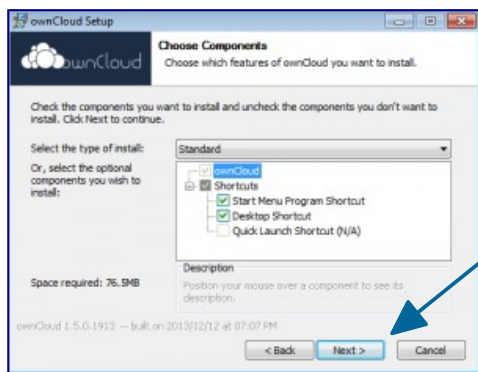 ownCloud Setup
ownCloud
Choose Components
Choose which features of ownCloud you want to install.
Check the components you want to install and uncheck the components you don't want to
install. Click Next to continue.
Select the type of install:
Standard
Or, select the optional
components you wish to
install:
ownCloud
Shortcuts
Start Menu Program Shortcut
Desktop Shortcut
Quick Launch Shortcut (N/A)
Space required: 76.5MB
Description
Position your mouse over a component to see its
description.
ownCloud 1.5.0.1913 -- built on 2013/12/12 at 07:07 PM
< Back
Next >
Cancel